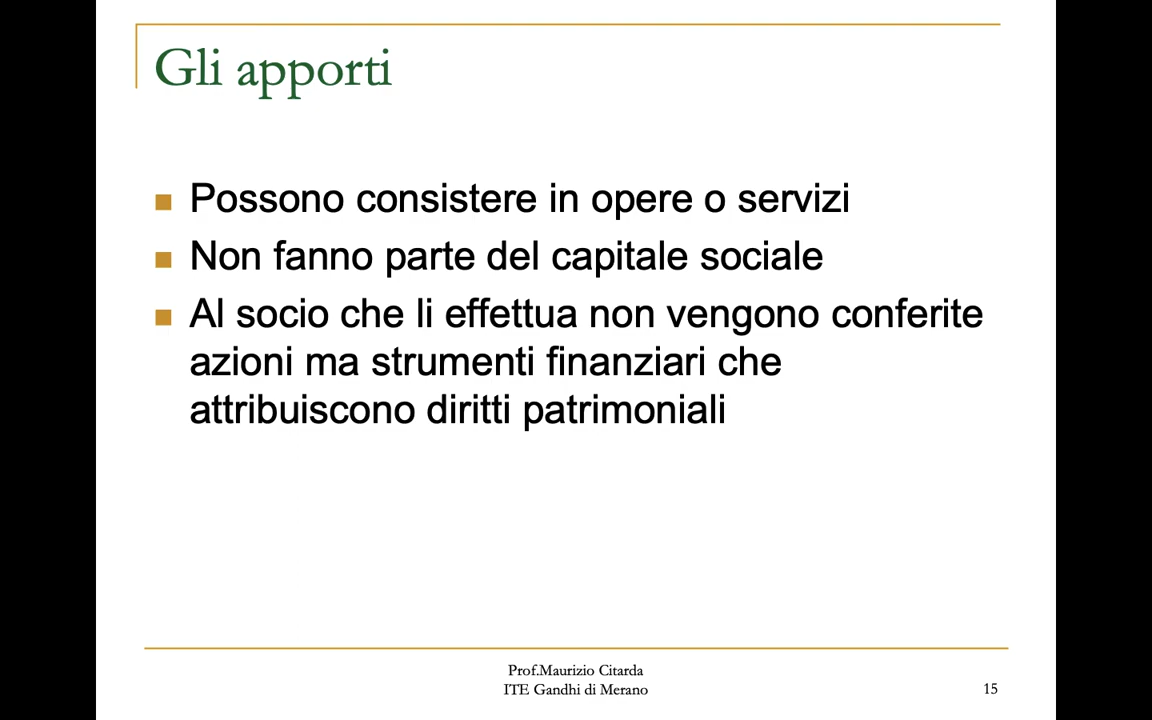 Gli apporti
Possono consistere in opere o servizi
Non fanno parte del capitale sociale
Al socio che li effettua non vengono conferite
azioni ma strumenti finanziari che
attribuiscono diritti patrimoniali
Prof.Maurizio Citarda
ITE Gandhi di Merano
15